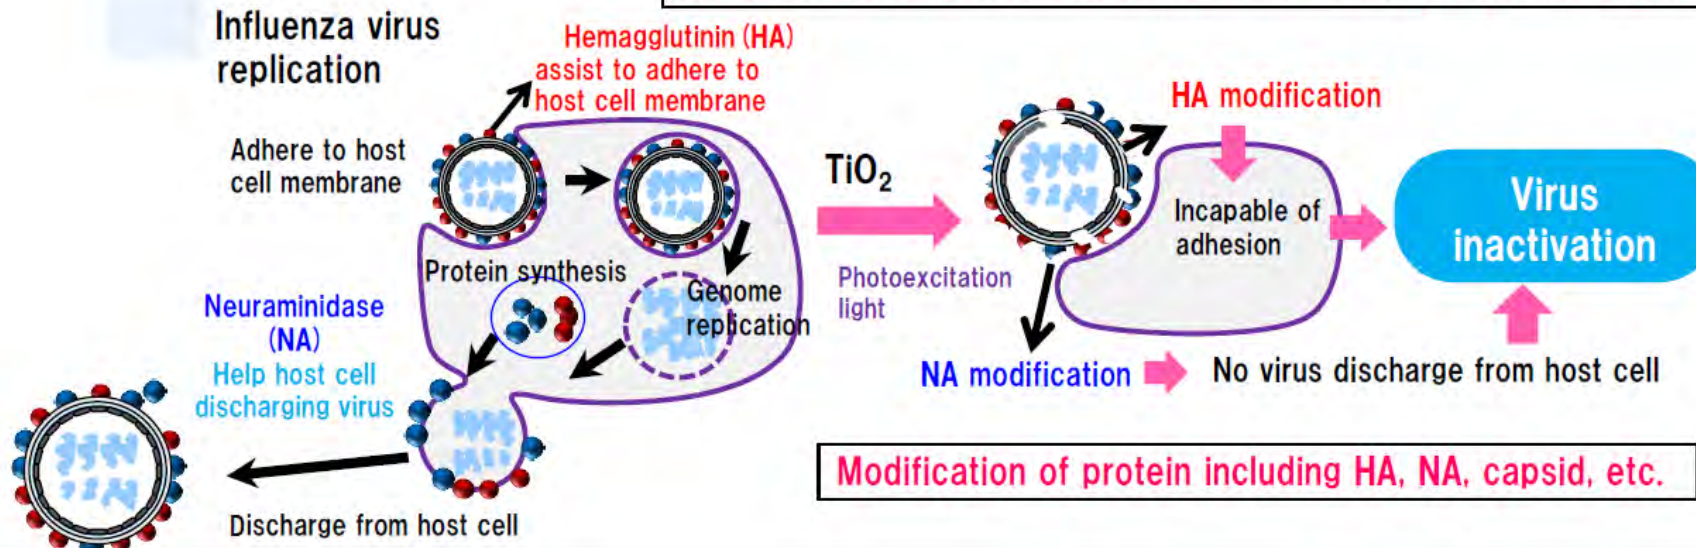 Influenza virus
replication
Hemagglutinin (HA)
assist to adhere to
host cell membrane
Adhere to host
cell membrane
Protein synthesis
Genome
replication
Neuraminidase
(NA)
Help host cell
discharging virus
Discharge from host cell
TiO₂
Photoexcitation
light
HA modification
Incapable of
adhesion
Virus
inactivation
NA modification
No virus discharge from host cell
Modification of protein including HA, NA, capsid, etc.